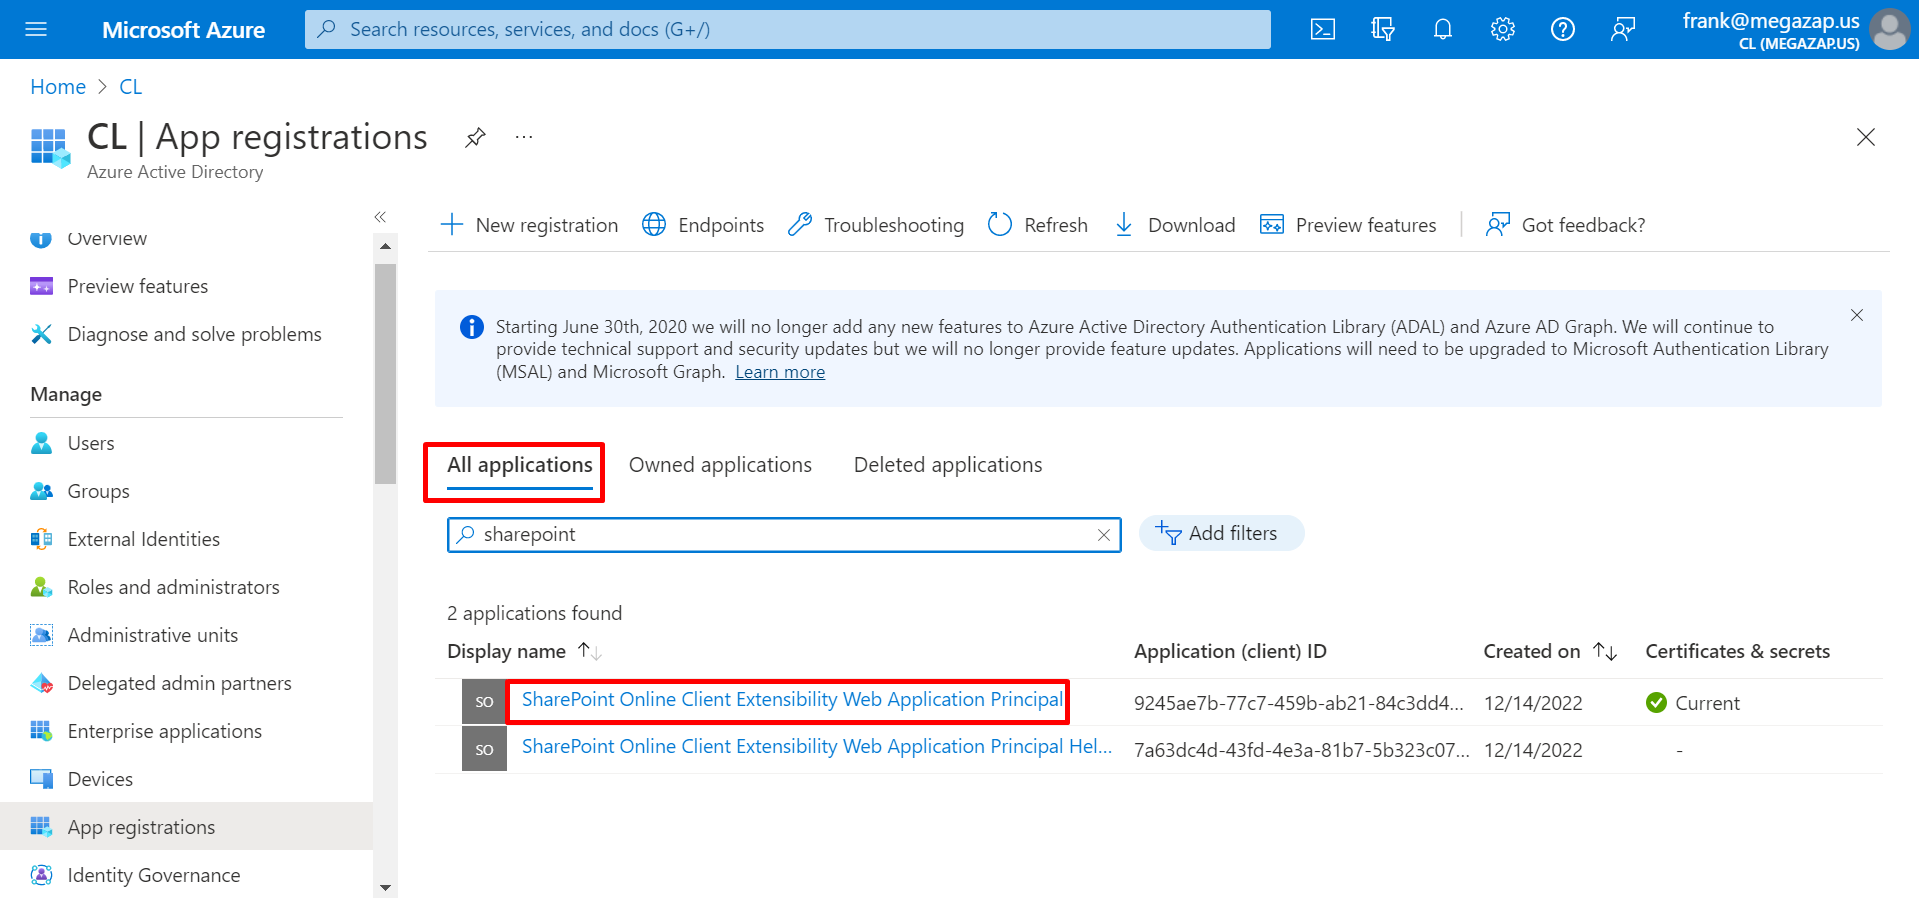 Microsoft Azure
Search resources, services, and docs (G+/)
frank@megazap.us
CL (MEGAZAP.US)
Home > CL
CL | App registrations
Azure Active Directory
Overview
Preview features
Diagnose and solve problems
Manage
Users
Groups
External Identities
Roles and administrators
Administrative units
Delegated admin partners
Enterprise applications
Devices
App registrations
Identity Governance
New registration
Endpoints
Troubleshooting
Refresh
Download
Preview features
Got feedback?
Starting June 30th, 2020 we will no longer add any new features to Azure Active Directory Authentication Library (ADAL) and Azure AD Graph. We will continue to
provide technical support and security updates but we will no longer provide feature updates. Applications will need to be upgraded to Microsoft Authentication Library
(MSAL) and Microsoft Graph. Learn more
All applications Owned applications Deleted applications
sharepoint
Add filters
2 applications found
Display name Application (client) ID Created on Certificates & secrets
SO SharePoint Online Client Extensibility Web Application Principal 9245ae7b-77c7-459b-ab21-84c3dd4... 12/14/2022 Current
SO SharePoint Online Client Extensibility Web Application Principal Hel... 7a63dc4d-43fd-4e3a-81b7-5b323c07... 12/14/2022 -